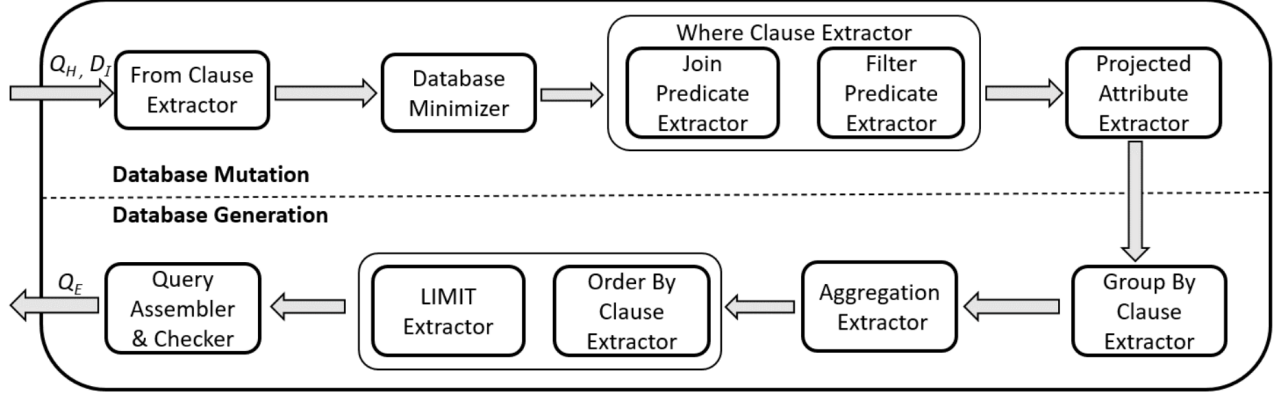 Q_H, D_I
From Clause
Extractor
Database
Minimizer
Where Clause Extractor
Join
Predicate
Extractor
Filter
Predicate
Extractor
Projected
Attribute
Extractor
Database Mutation
Database Generation
Q_E
Query
Assembler
& Checker
LIMIT
Extractor
Order By
Clause
Extractor
Aggregation
Extractor
Group By
Clause
Extractor